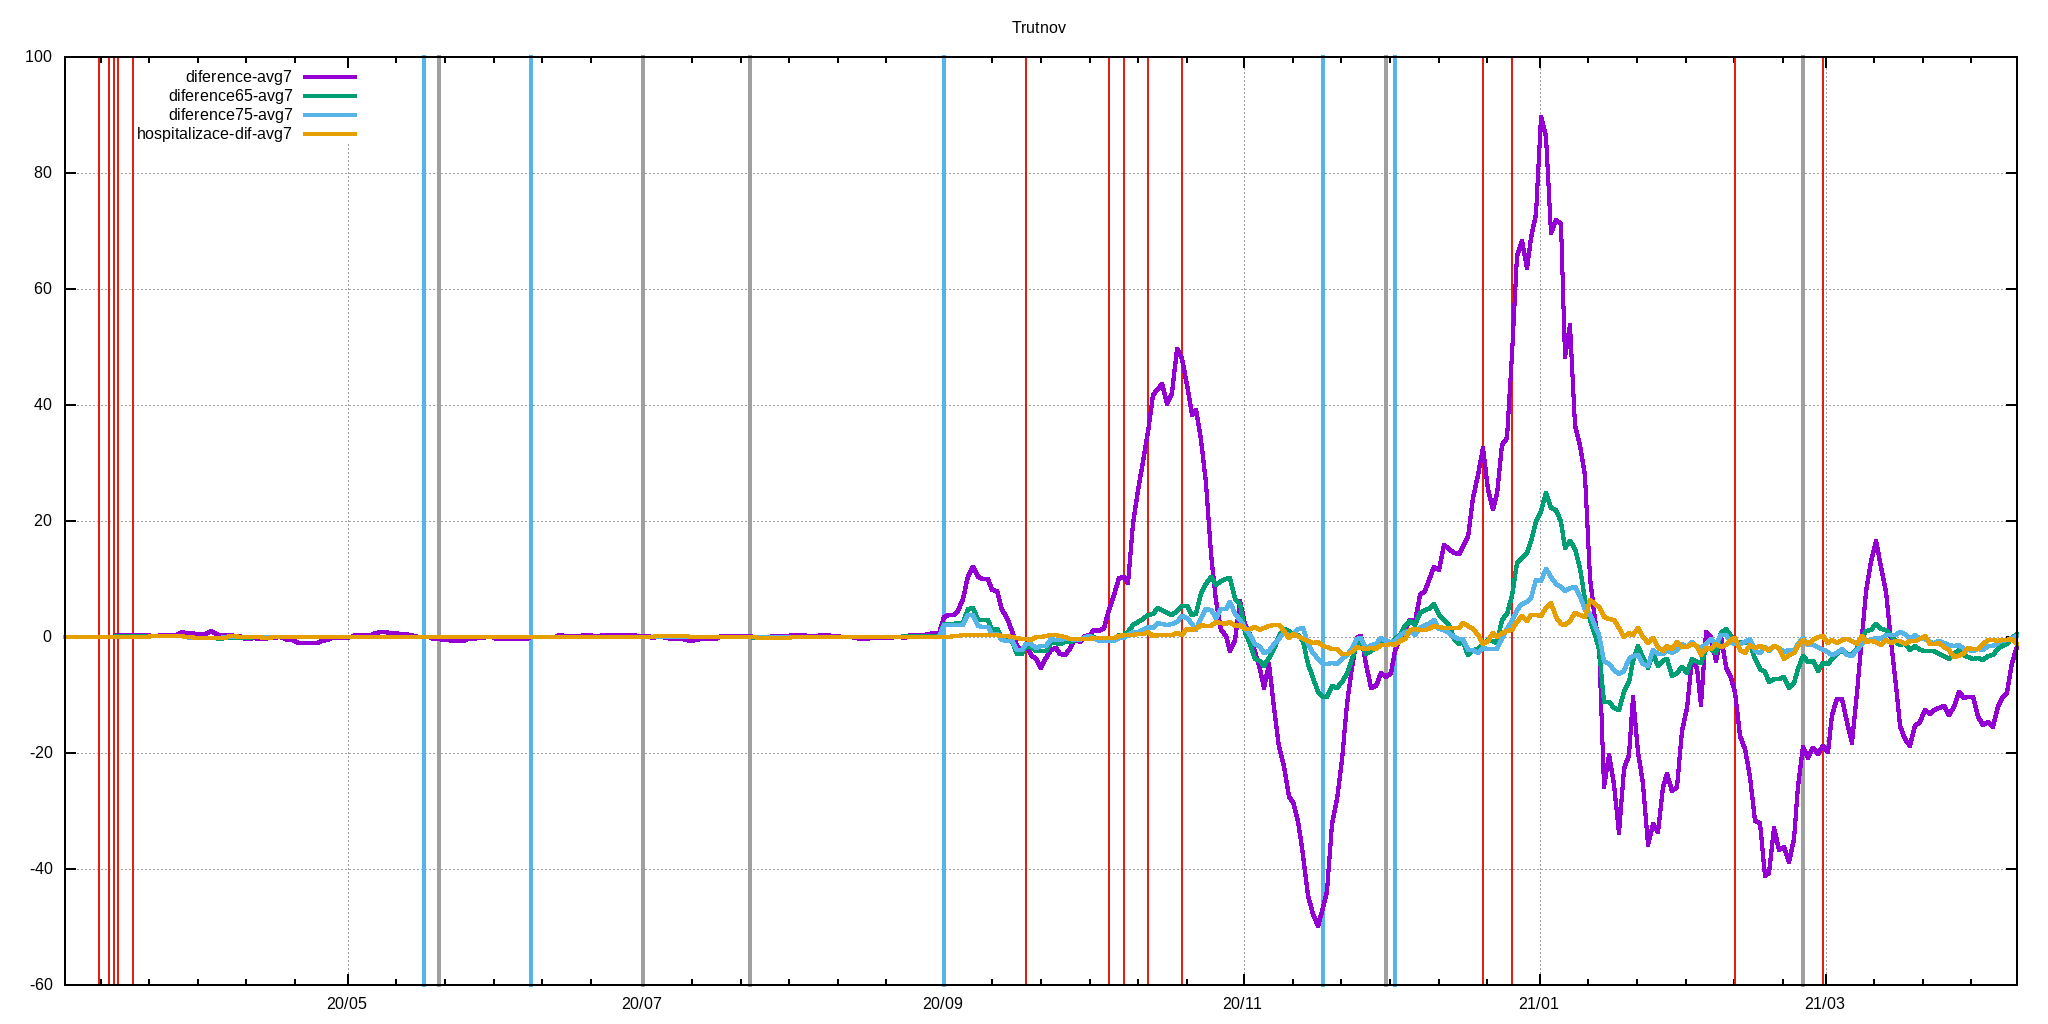 Trutnov
100
80
60
40
20
0
-20
-40
-60
diference-avg7
diference65-avg7
diference75-avg7
hospitalizace-dif-avg7
20/05 20/07 20/09 20/11 21/01 21/03